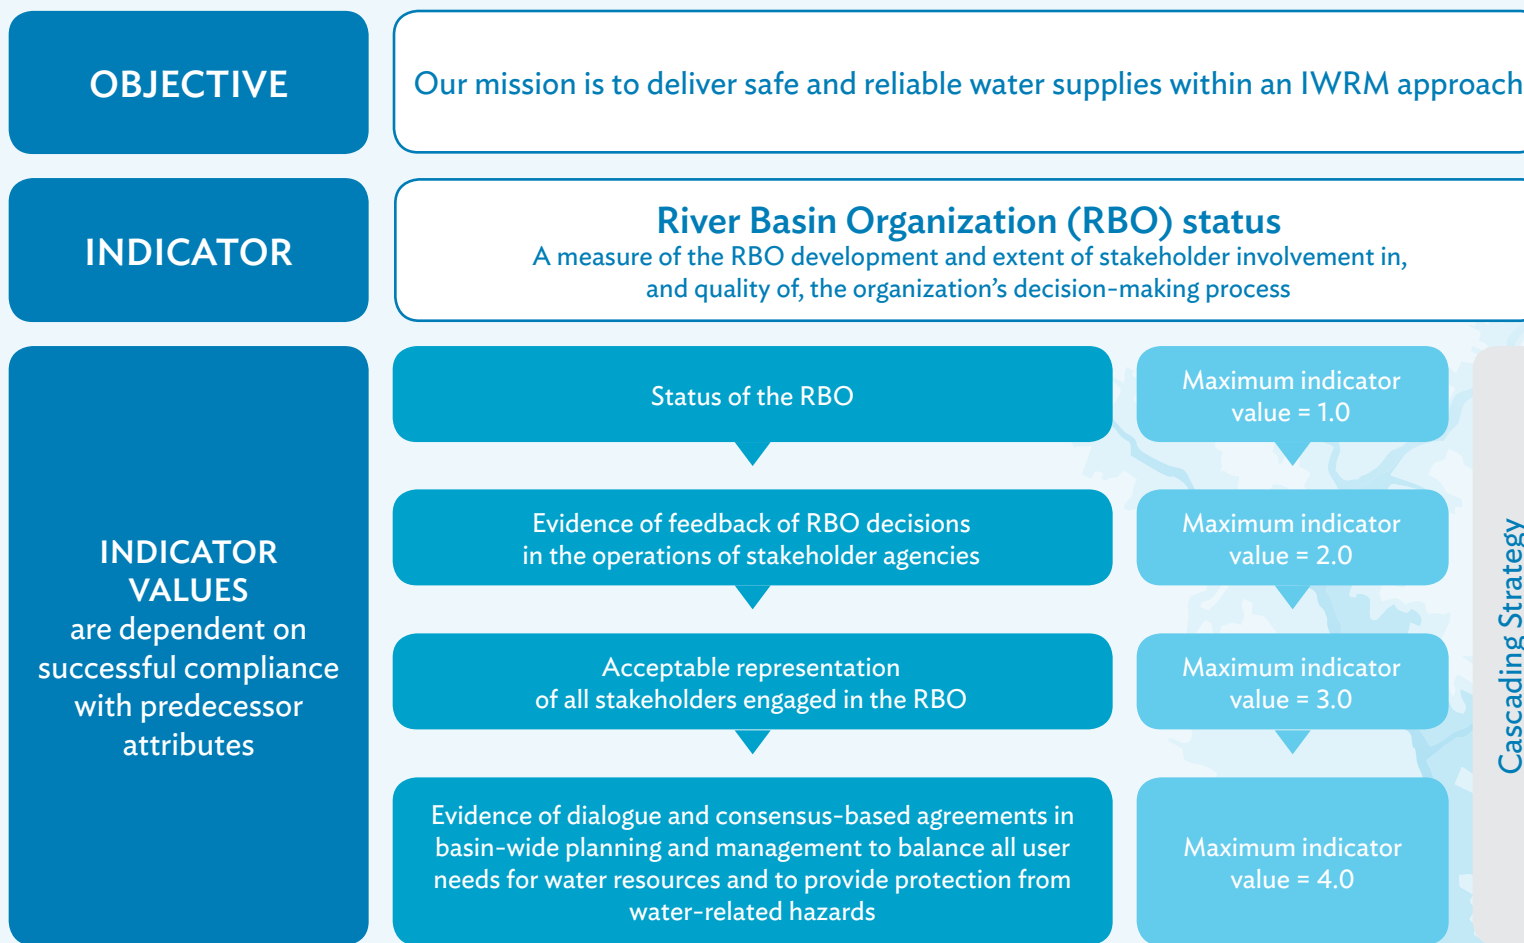 OBJECTIVE
Our mission is to deliver safe and reliable water supplies within an IWRM approach
INDICATOR
River Basin Organization (RBO) status
A measure of the RBO development and extent of stakeholder involvement in,
and quality of, the organization's decision-making process
INDICATOR
VALUES
are dependent on
successful compliance
with predecessor
attributes
Status of the RBO
Maximum indicator
value = 1.0
Evidence of feedback of RBO decisions
in the operations of stakeholder agencies
Maximum indicator
value = 2.0
Acceptable representation
of all stakeholders engaged in the RBO
Maximum indicator
value = 3.0
Evidence of dialogue and consensus-based agreements in
basin-wide planning and management to balance all user
needs for water resources and to provide protection from
water-related hazards
Maximum indicator
value = 4.0
Cascading Strategy